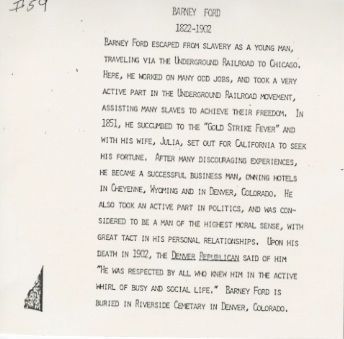 #59
BARNEY FORD
1822-1902
BARNEY FORD ESCAPED FROM SLAVERY AS A YOUNG MAN,
TRAVELING VIA THE UNDERGROUND RAILROAD TO CHICAGO.
HERE, HE WORKED ON MANY ODD JOBS, AND TOOK A VERY
ACTIVE PART IN THE UNDERGROUND RAILROAD MOVEMENT,
ASSISTING MANY SLAVES TO ACHIEVE THEIR FREEDOM. IN
1851, HE SUCCUMBED TO THE "GOLD STRIKE FEVER" AND
WITH HIS WIFE, JULIA, SET OUT FOR CALIFORNIA TO SEEK
HIS FORTUNE. AFTER MANY DISCOURAGING EXPERIENCES,
HE BECAME A SUCCESSFUL BUSINESS MAN, OWNING HOTELS
IN CHEYENNE, WYOMING AND IN DENVER, COLORADO. HE
ALSO TOOK AN ACTIVE PART IN POLITICS, AND WAS CON-
SIDERED TO BE A MAN OF THE HIGHEST MORAL SENSE, WITH
GREAT TACT IN HIS PERSONAL RELATIONSHIPS. UPON HIS
DEATH IN 1902, THE DENVER REPUBLICAN SAID OF HIM
"HE WAS RESPECTED BY ALL WHO KNEW HIM IN THE ACTIVE
WHIRL OF BUSY AND SOCIAL LIFE." BARNEY FORD IS
BURIED IN RIVERSIDE CEMETARY IN DENVER, COLORADO.